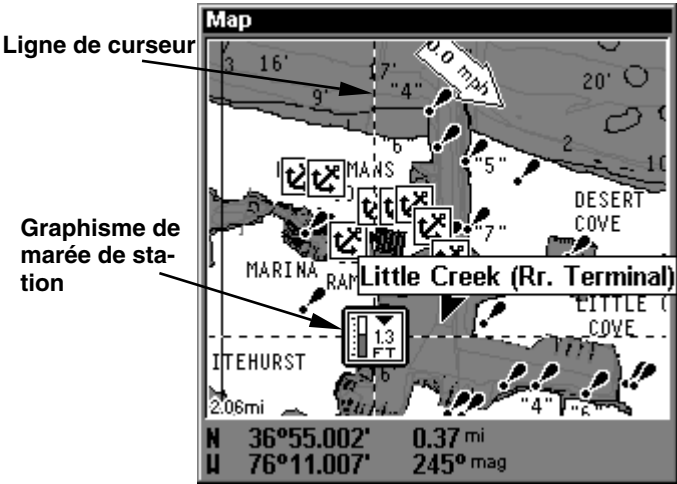 Map
Ligne de curseur
0.0 mph
3 16' 17' 20'
9' "4"
6 2 10
MANS "5"
DESERT
COVE
"7"
Graphisme de
marée de sta-
tion
MARINA RAM
Little Creek (Rr. Terminal)
LITTLE
COVE
1.3
FT
ITEHURST
6
2.06mi "4" "6"
N 36°55.002' 0.37 mi
W 76°11.007' 245° mag